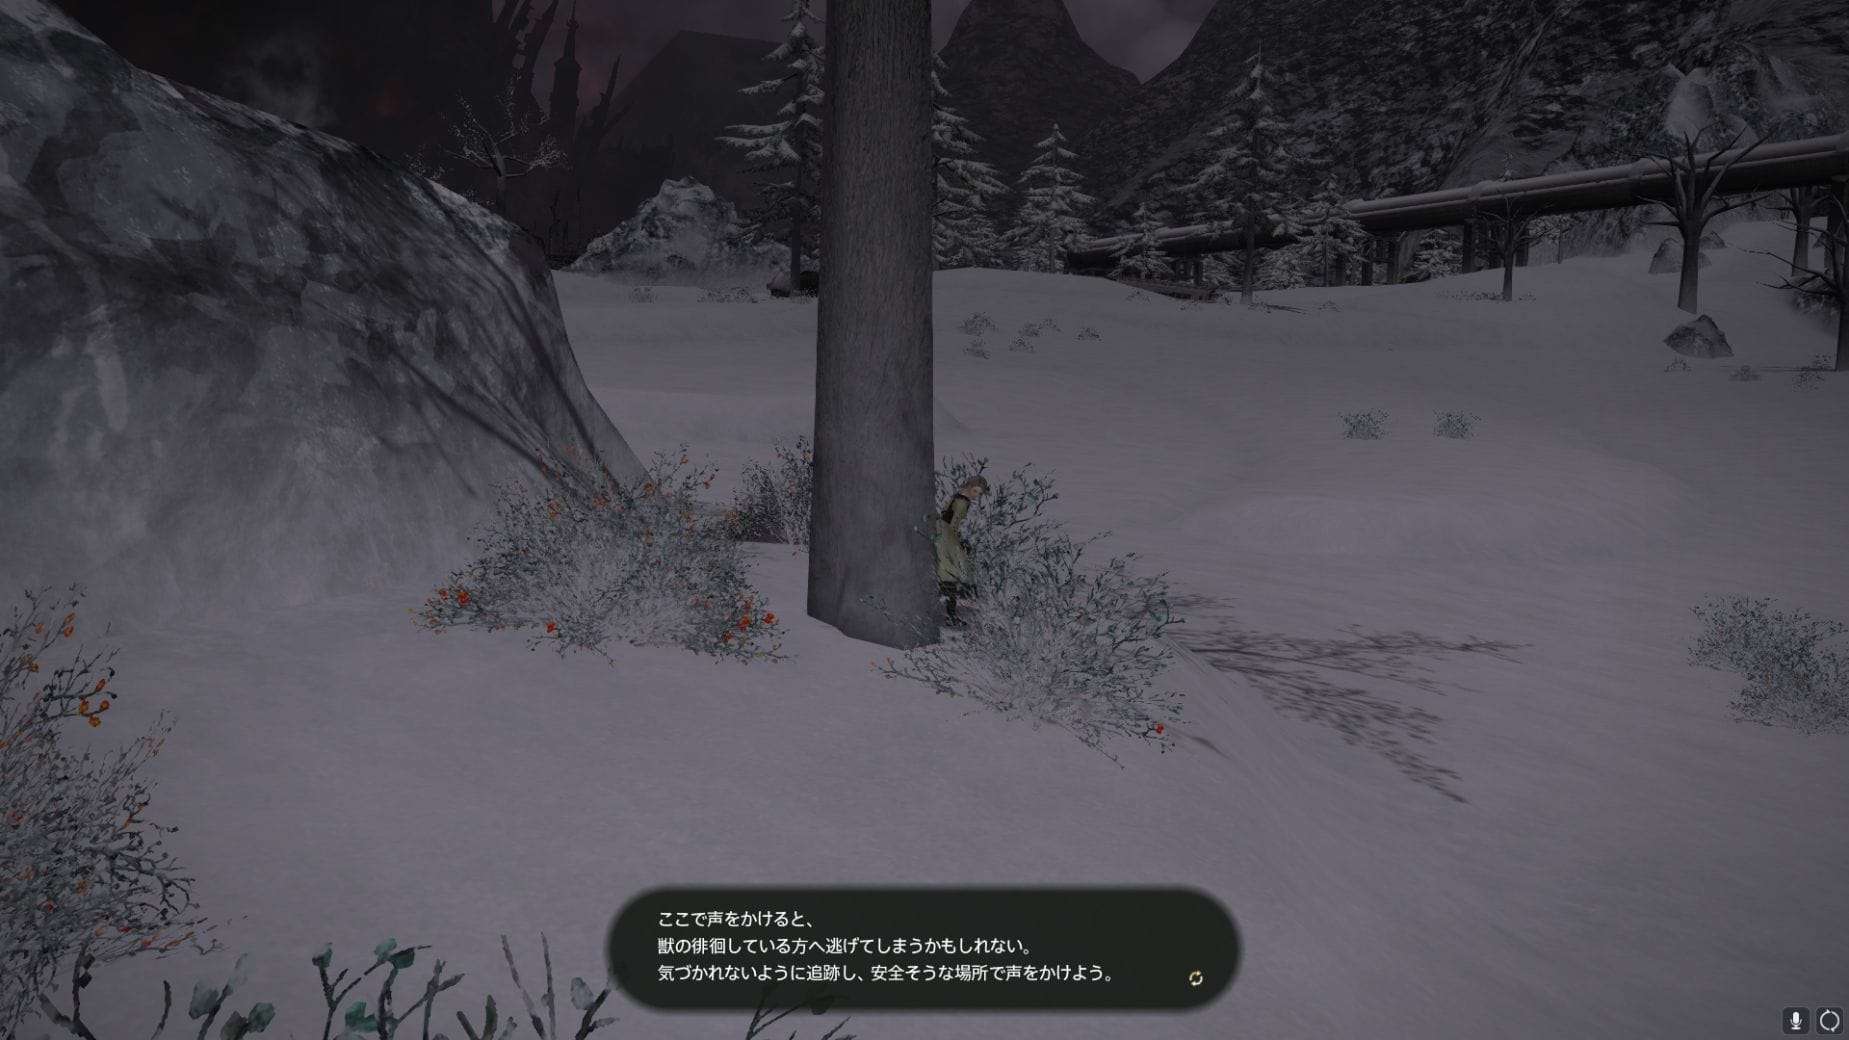 ここで声をかけると、
獣の徘徊している方へ逃げてしまうかもしれない。
気づかれないように追跡し、安全そうな場所で声をかけよう。